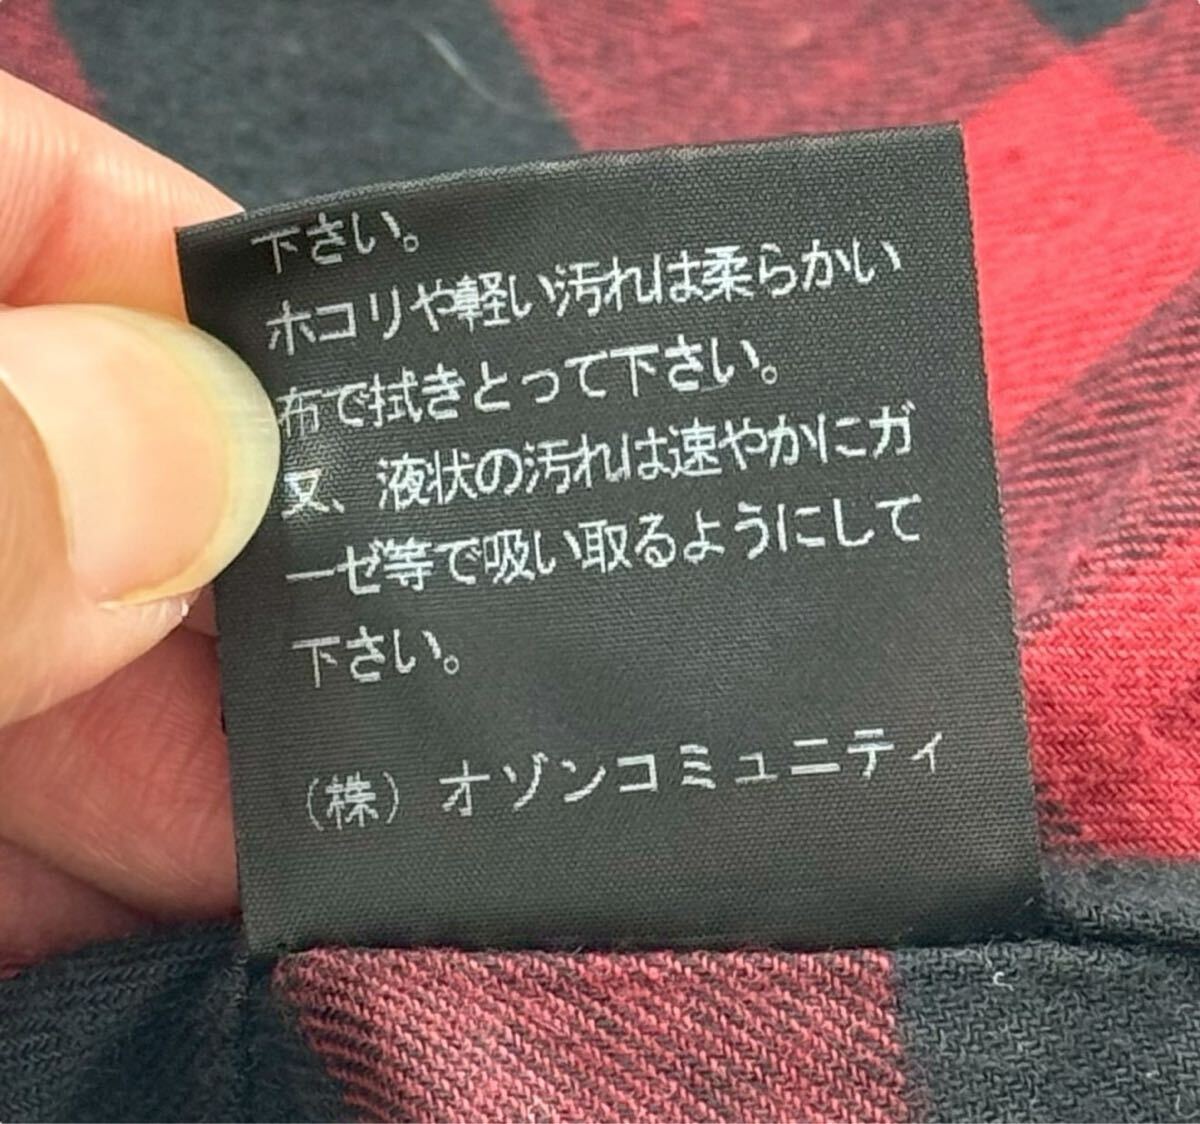 下さい。
ホコリや軽い汚れは柔らかい
布で拭きとって下さい。
又、液状の汚れは速やかにガ
ーゼ等で吸い取るようにして
下さい。
(株) オゾンコミュニティ